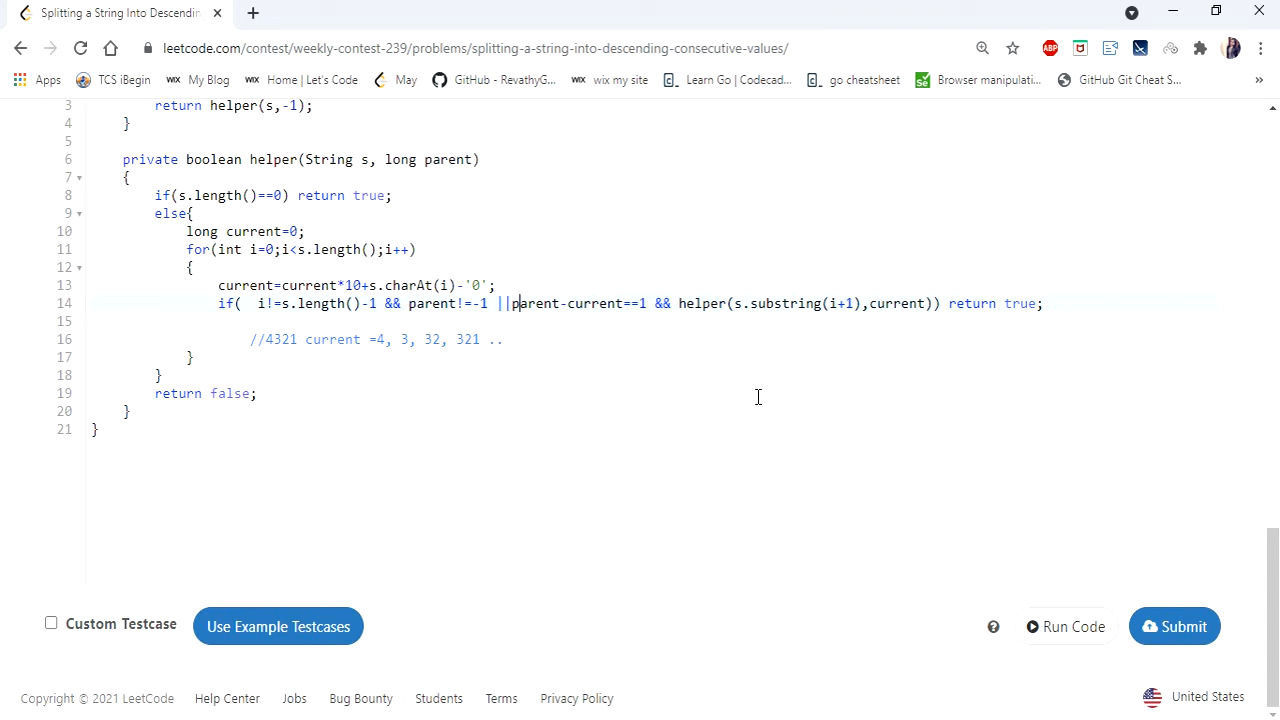 Splitting a String Into Descendin
leetcode.com/contest/weekly-contest-239/problems/splitting-a-string-into-descending-consecutive-values/
ABP
Apps TCS iBegin WIX My Blog WIX Home | Let's Code May GitHub - RevathyG... WIX wix my site Learn Go | Codecad... go cheatsheet Se Browser manipulati... GitHub Git Cheat S... »
3 return helper(s,-1);
4 }
5
6 private boolean helper(String s, long parent)
7 {
8 if(s.length()==0) return true;
9 else{
10 long current=0;
11 for(int i=0;i<s.length();i++)
12 {
13 current=current*10+s.charAt(i)-'0';
14 if( i!=s.length()-1 && parent!=-1 ||parent-current==1 && helper(s.substring(i+1),current)) return true;
15
16 //4321 current =4, 3, 32, 321 ..
17 }
18 }
19 return false;
20 }
21 }
Custom Testcase Use Example Testcases Run Code Submit
Copyright © 2021 LeetCode Help Center Jobs Bug Bounty Students Terms Privacy Policy United States